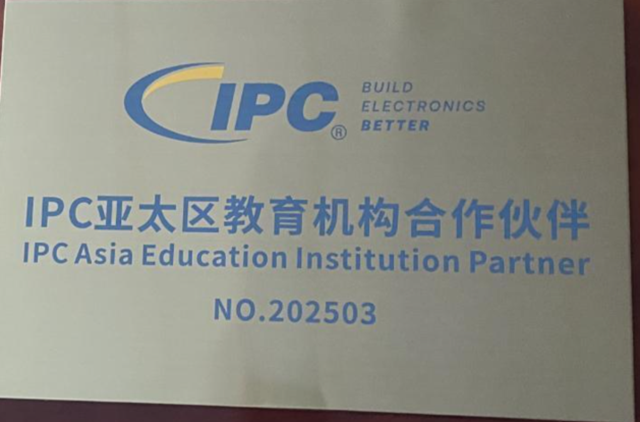 IPC®
BUILD
ELECTRONICS
BETTER
IPC亚太区教育机构合作伙伴
IPC Asia Education Institution Partner
NO.202503